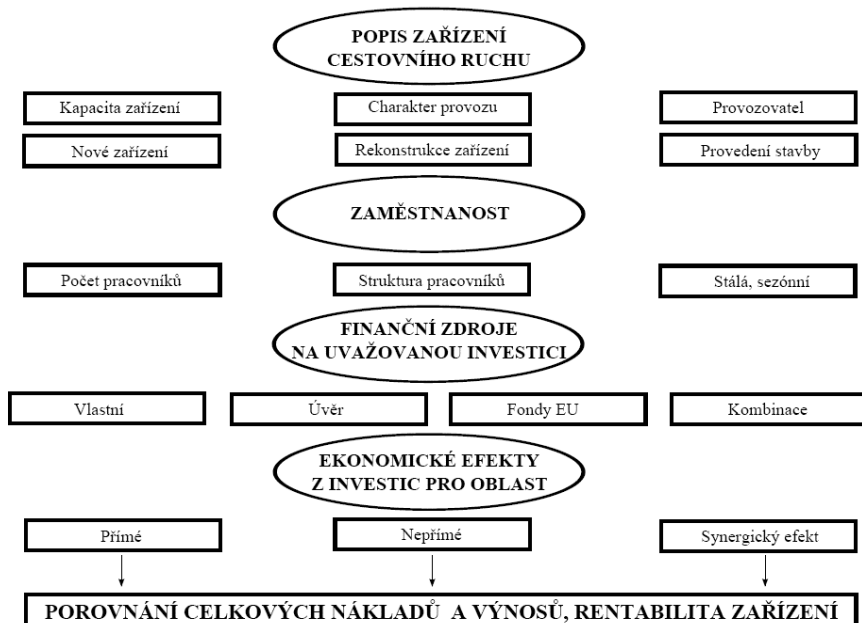 POPIS ZAŘÍZENÍ
CESTOVNÍHO RUCHU
Kapacita zařízení
Charakter provozu
Provozovatel
Nové zařízení
Rekonstrukce zařízení
Provedení stavby
ZAMĚSTNANOST
Počet pracovníků
Struktura pracovníků
Stálá, sezónní
FINANČNÍ ZDROJE
NA UVAŽOVANOU INVESTICI
Vlastní
Úvěr
Fondy EU
Kombinace
EKONOMICKÉ EFEKTY
Z INVESTIC PRO OBLAST
Přímé
Nepřímé
Synergický efekt
POROVNÁNÍ CELKOVÝCH NÁKLADŮ A VÝNOSŮ, RENTABILITA ZAŘÍZENÍ